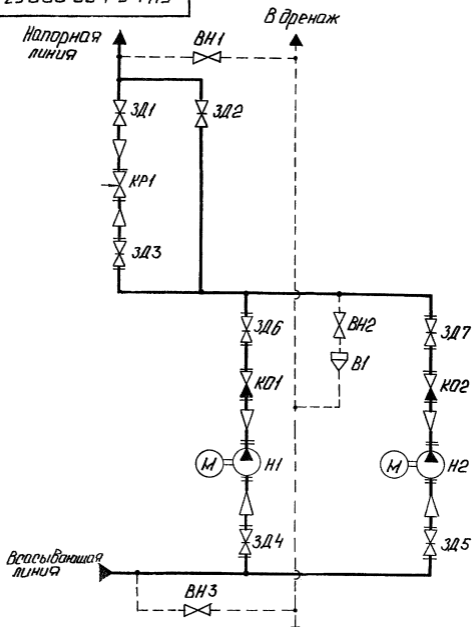 В дренаж
Напорная
линия
ВН1
ЗД1
ЗД2
КР1
ЗД3
ЗД6
ВН2
ЗД7
В1
КО1
КО2
М
Н1
М
Н2
ЗД4
ЗД5
Всасывающая
линия
ВН3